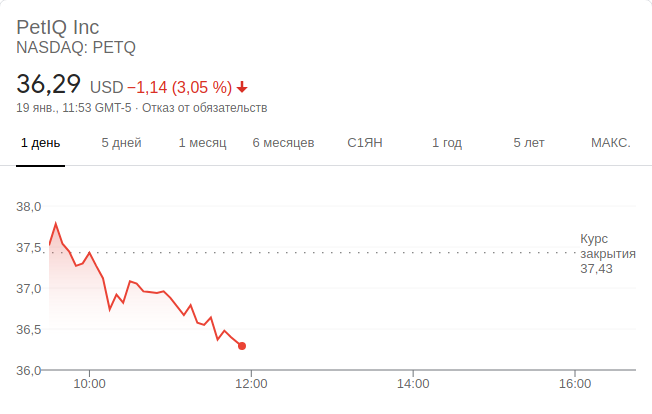 PetIQ Inc
NASDAQ: PETQ
36,29 USD −1,14 (3,05 %)
19 янв., 11:53 GMT-5 · Отказ от обязательств
1 день 5 дней 1 месяц 6 месяцев С1ЯН 1 год 5 лет МАКС.
38,0
37,5
37,0
36,5
36,0
Курс
закрытия
37,43
10:00 12:00 14:00 16:00